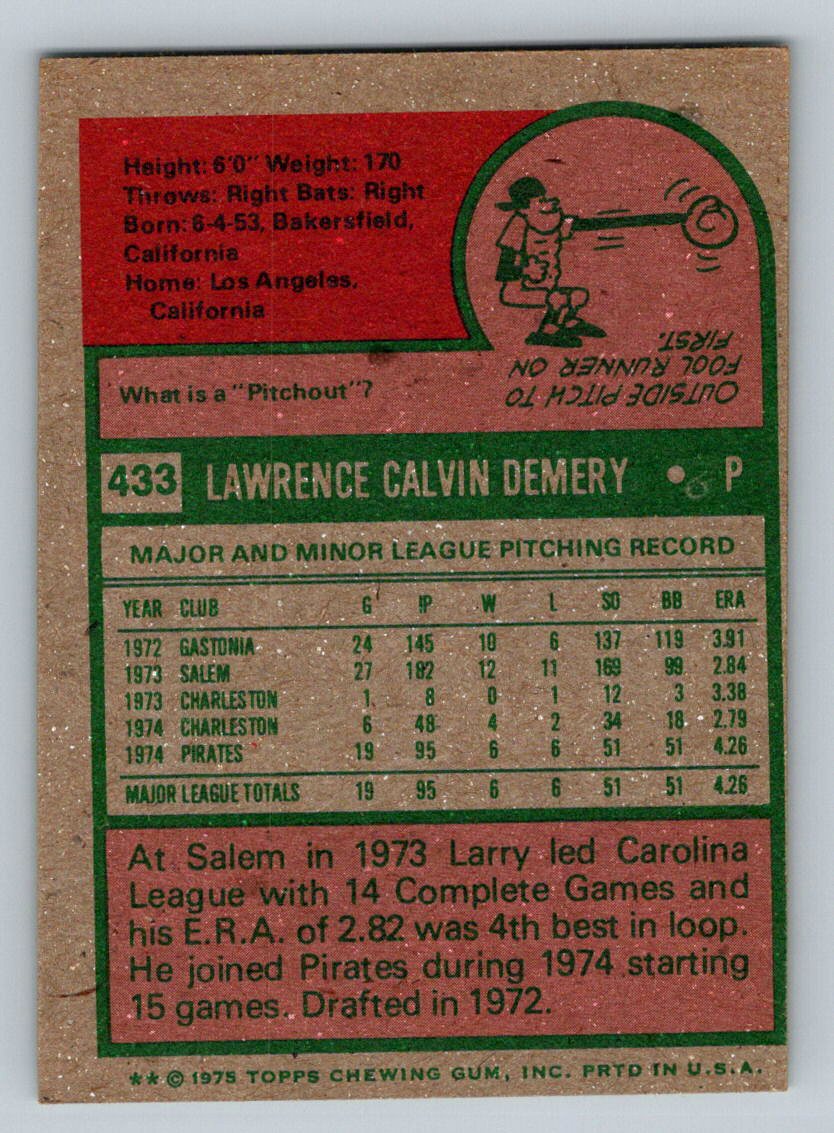 Height: 6'0" Weight: 170
Throws: Right Bats: Right
Born: 6-4-53, Bakersfield,
California
Home: Los Angeles,
California
What is a "Pitchout"?
OUTSIDE PITCH TO
FOOL RUNNER ON
FIRST.
433 LAWRENCE CALVIN DEMERY • P
MAJOR AND MINOR LEAGUE PITCHING RECORD
YEAR CLUB G IP W L SO BB ERA
1972 GASTONIA 24 145 10 6 137 119 3.91
1973 SALEM 27 182 12 11 169 99 2.84
1973 CHARLESTON 1 8 0 1 12 3 3.38
1974 CHARLESTON 6 48 4 2 34 18 2.79
1974 PIRATES 19 95 6 6 51 51 4.26
MAJOR LEAGUE TOTALS 19 95 6 6 51 51 4.26
At Salem in 1973 Larry led Carolina
League with 14 Complete Games and
his E.R.A. of 2.82 was 4th best in loop.
He joined Pirates during 1974 starting
15 games. Drafted in 1972.
** © 1975 TOPPS CHEWING GUM, INC. PRTD IN U.S.A.